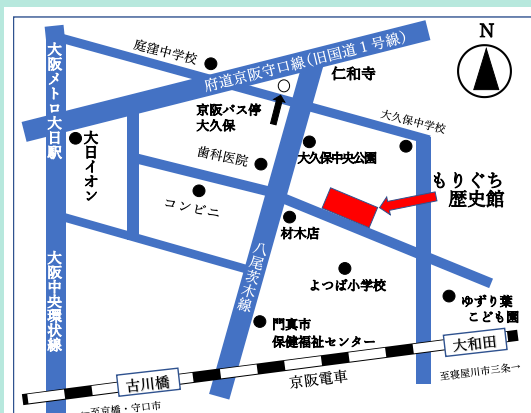 庭窪中学校
府道京阪守口線(旧国道1号線)
仁和寺
N
大阪メトロ大日駅
大日イオン
京阪バス停
大久保
歯科医院
大久保中央公園
大久保中学校
もりぐち
歴史館
コンビニ
材木店
八尾茨木線
よつば小学校
大阪中央環状線
ゆずり葉
こども園
門真市
保健福祉センター
大和田
古川橋
京阪電車
至寝屋川市三条→
至京橋・守口市